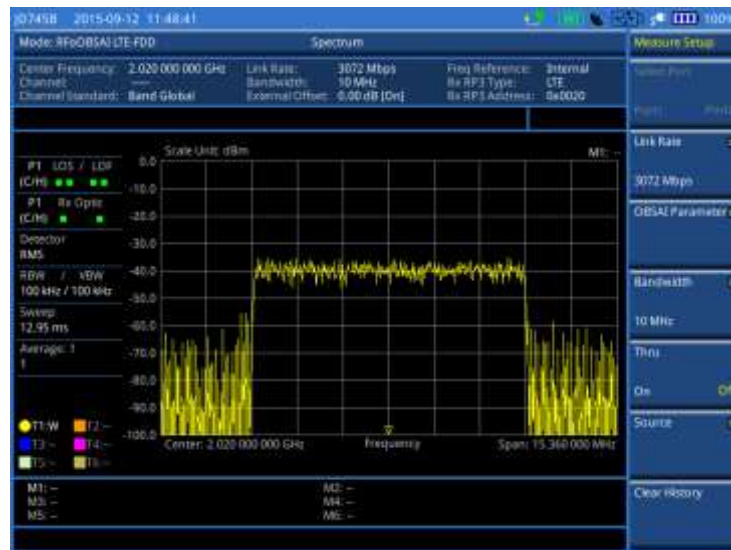 JD745B 2015-09-12 11:48:41
100%
Mode: RFoOBSAI LTE-FDD Spectrum Measure Setup
Center Frequency: 2.020 000 000 GHz Link Rate: 3072 Mbps Freq Reference: Internal
Channel: ---- Bandwidth: 10 MHz Rx RP3 Type: LTE
Channel Standard: Band Global External Offset: 0.00 dB [On] Rx RP3 Address: 0x0020
Select Port
Scale Unit: dBm M1: --
P1 LOS / LOF
(C/H)
P1 Rx Optic
(C/H)
Detector
RMS
RBW / VBW
100 kHz / 100 kHz
Sweep
12.95 ms
Average: 1
1
T1:W T2:--
T3:-- T4:--
T5:-- T6:--
0.0
-10.0
-20.0
-30.0
-40.0
-50.0
-60.0
-70.0
-80.0
-90.0
-100.0
Center: 2.020 000 000 GHz Frequency Span: 15.360 000 MHz
M1: -- M2: --
M3: -- M4: --
M5: -- M6: --
Link Rate
3072 Mbps
OBSAI Parameter
Bandwidth
10 MHz
Thru
On
Source
Clear History